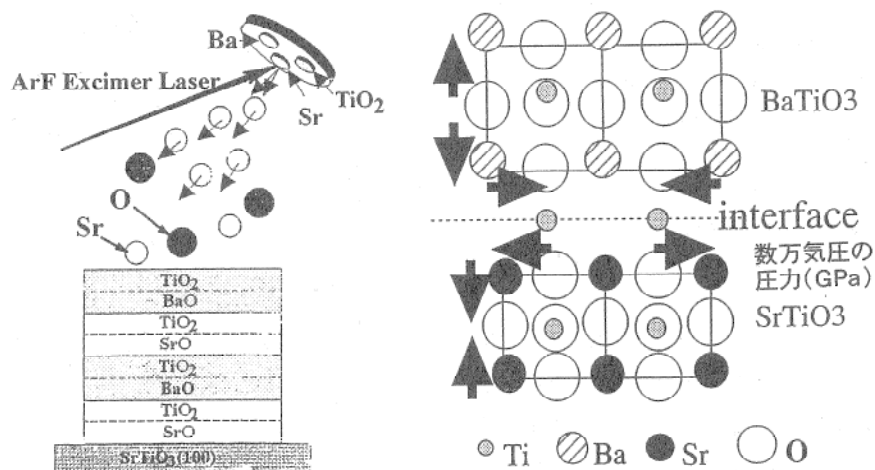 Ba
ArF Excimer Laser
TiO2
Sr
O
Sr
TiO2
BaO
TiO2
SrO
TiO2
BaO
TiO2
SrO
SrTiO3(100)
BaTiO3
interface
数万気圧の
圧力(GPa)
SrTiO3
Ti
Ba
Sr
O